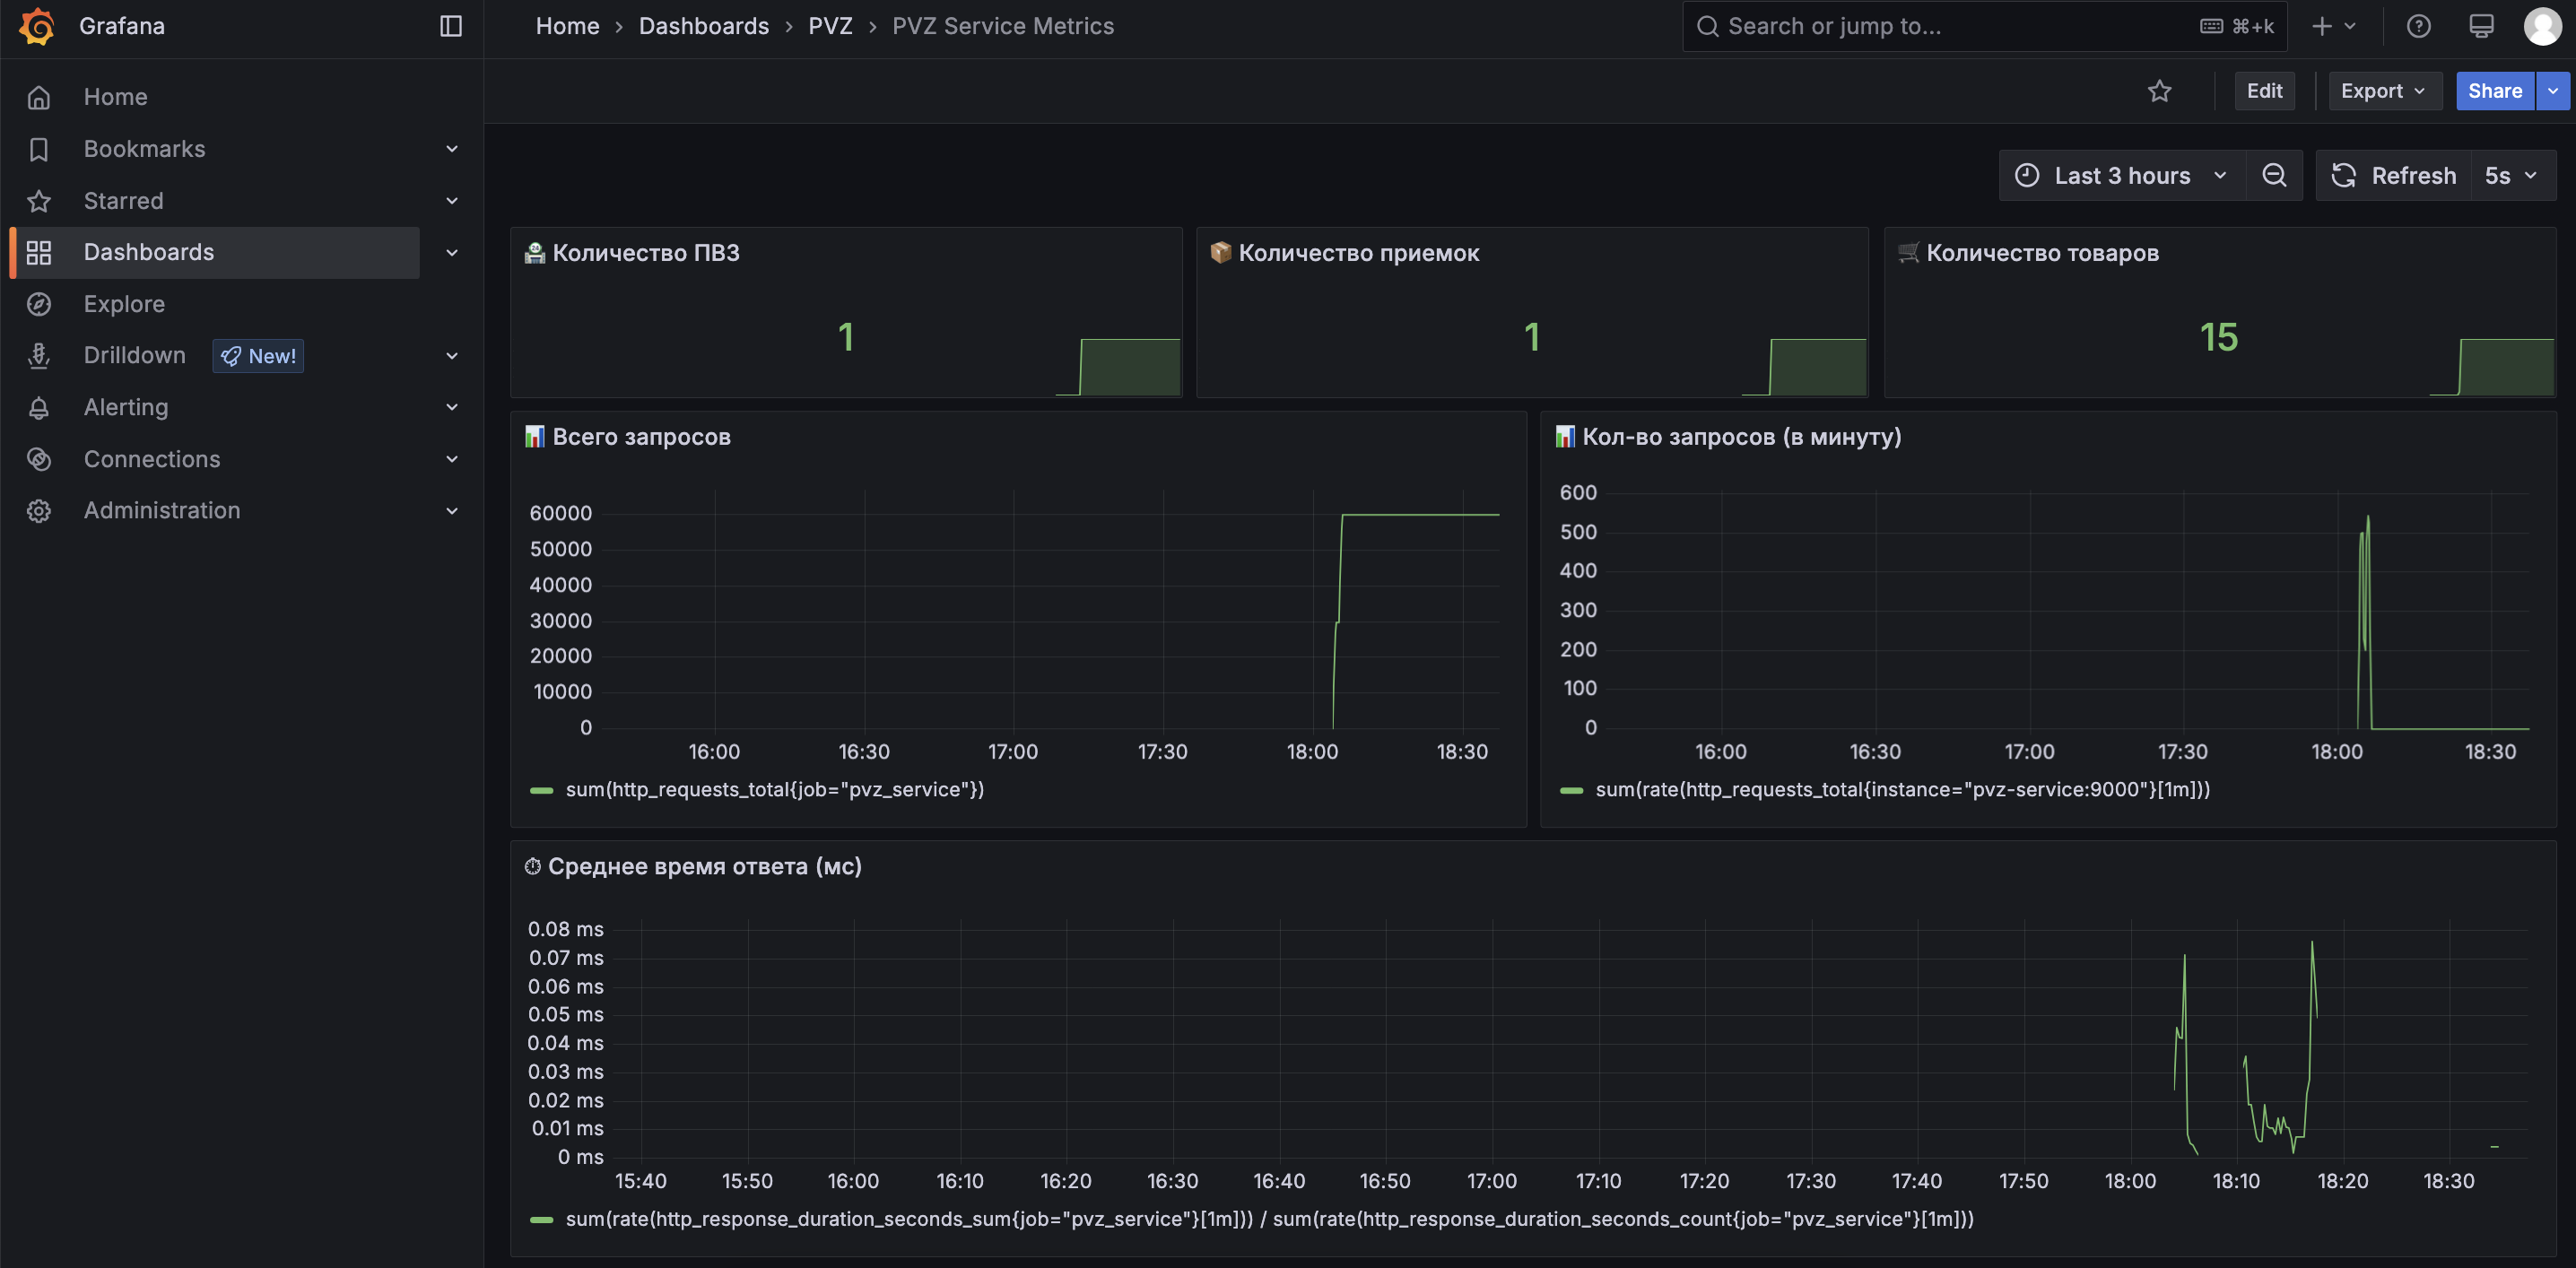 Grafana
Home › Dashboards › PVZ › PVZ Service Metrics
Search or jump to...
⌘+k
Home
Bookmarks
Starred
Dashboards
Explore
Drilldown
New!
Alerting
Connections
Administration
Edit
Export
Share
Last 3 hours
Refresh
5s
Количество ПВЗ
1
Количество приемок
1
24
Количество товаров
15
Всего запросов
60000
50000
40000
30000
20000
10000
0
16:00 16:30 17:00 17:30 18:00 18:30
sum(http_requests_total{job="pvz_service"})
Кол-во запросов (в минуту)
600
500
400
300
200
100
0
16:00 16:30 17:00 17:30 18:00 18:30
sum(rate(http_requests_total{instance="pvz-service:9000"}[1m]))
Среднее время ответа (мс)
0.08 ms
0.07 ms
0.06 ms
0.05 ms
0.04 ms
0.03 ms
0.02 ms
0.01 ms
0 ms
15:40 15:50 16:00 16:10 16:20 16:30 16:40 16:50 17:00 17:10 17:20 17:30 17:40 17:50 18:00 18:10 18:20 18:30
sum(rate(http_response_duration_seconds_sum{job="pvz_service"}[1m])) / sum(rate(http_response_duration_seconds_count{job="pvz_service"}[1m]))